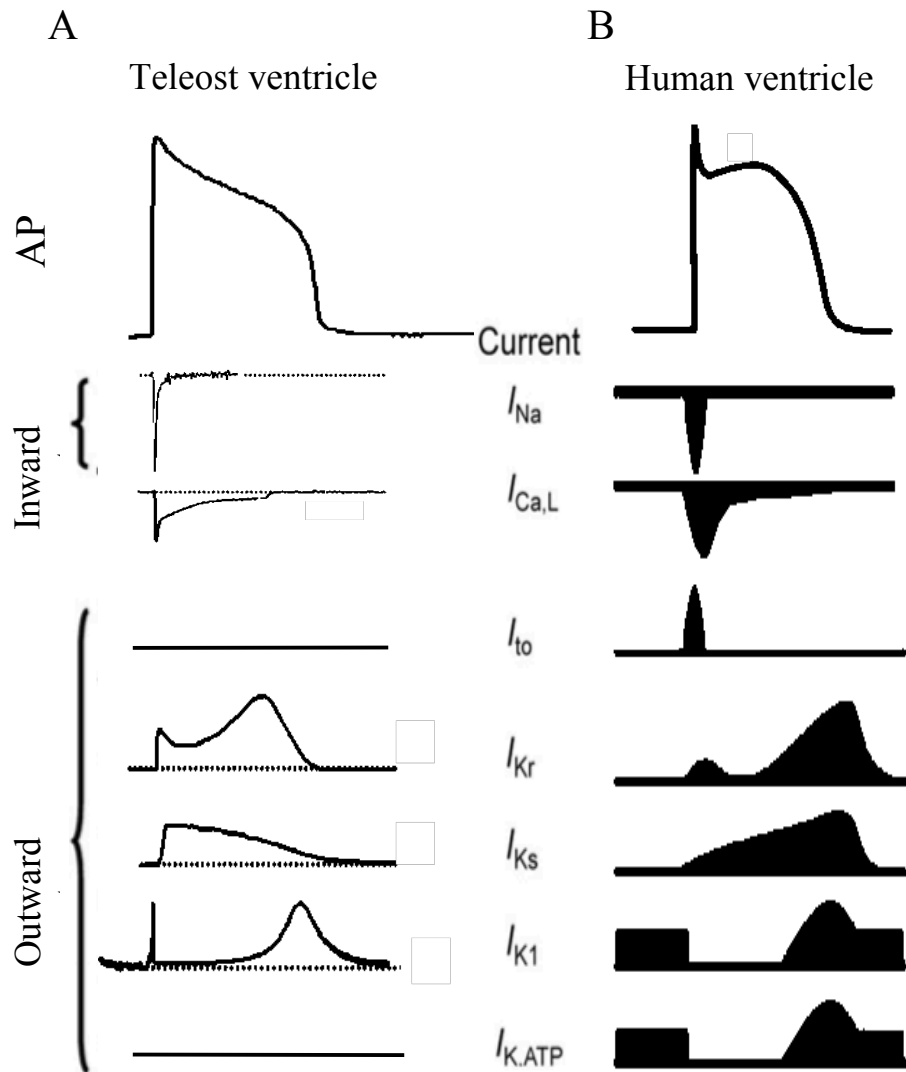 A
B
Teleost ventricle
Human ventricle
AP
Current
Inward
I_Na
I_Ca,L
Outward
I_to
I_Kr
I_Ks
I_K1
I_K.ATP